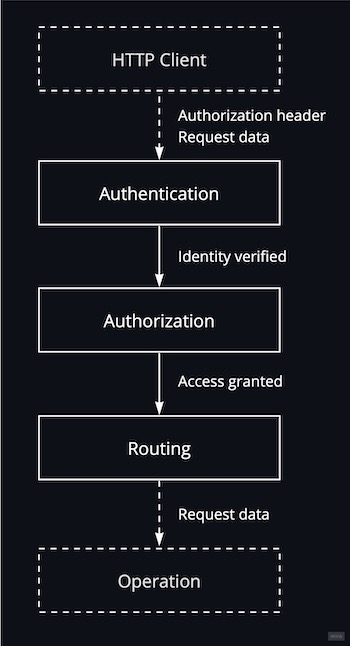 HTTP Client
Authorization header
Request data
Authentication
Identity verified
Authorization
Access granted
Routing
Request data
Operation